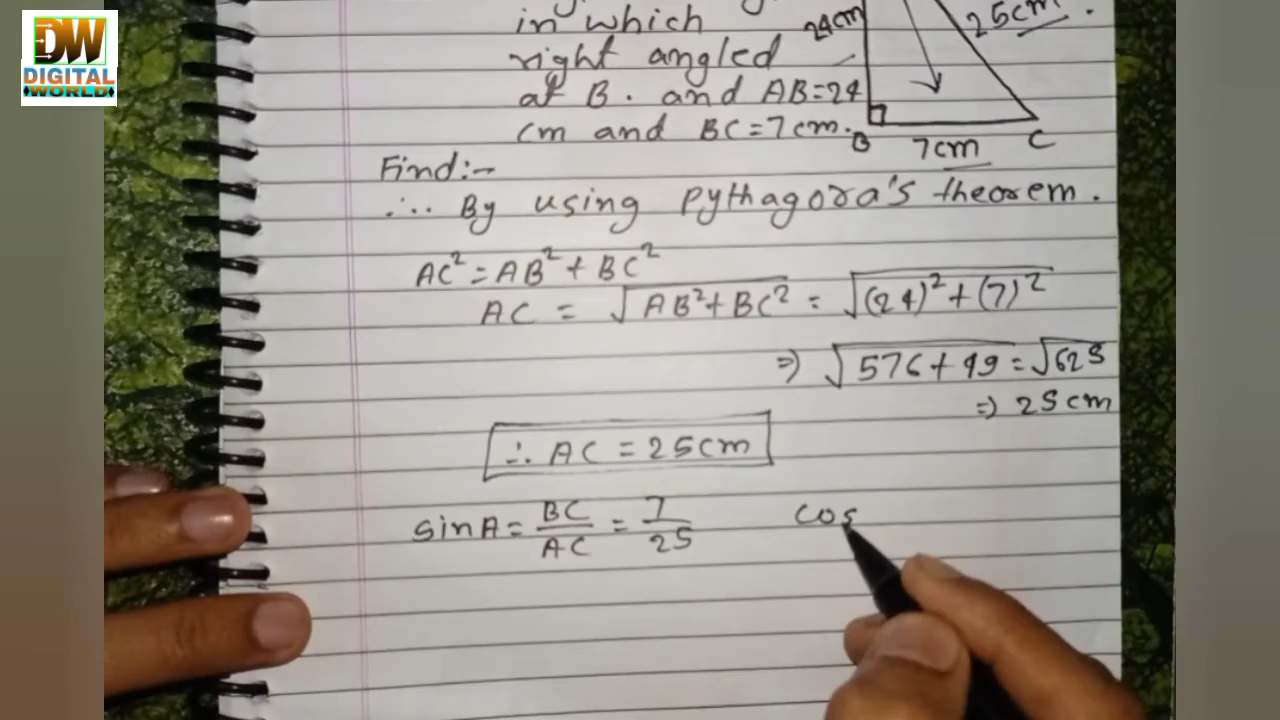 DW
DIGITAL
WORLD
in which
right angled
at B. and AB=24
cm and BC=7cm.
24cm
25cm.
B
7cm
C
Find:-
∴ By using pythagora's theorem.
AC² = AB² + BC²
AC = √AB²+BC² = √(24)²+(7)²
⇒ √576+49 = √625
⇒ 25cm
∴ AC = 25cm
sinA = BC/AC = 7/25 cos